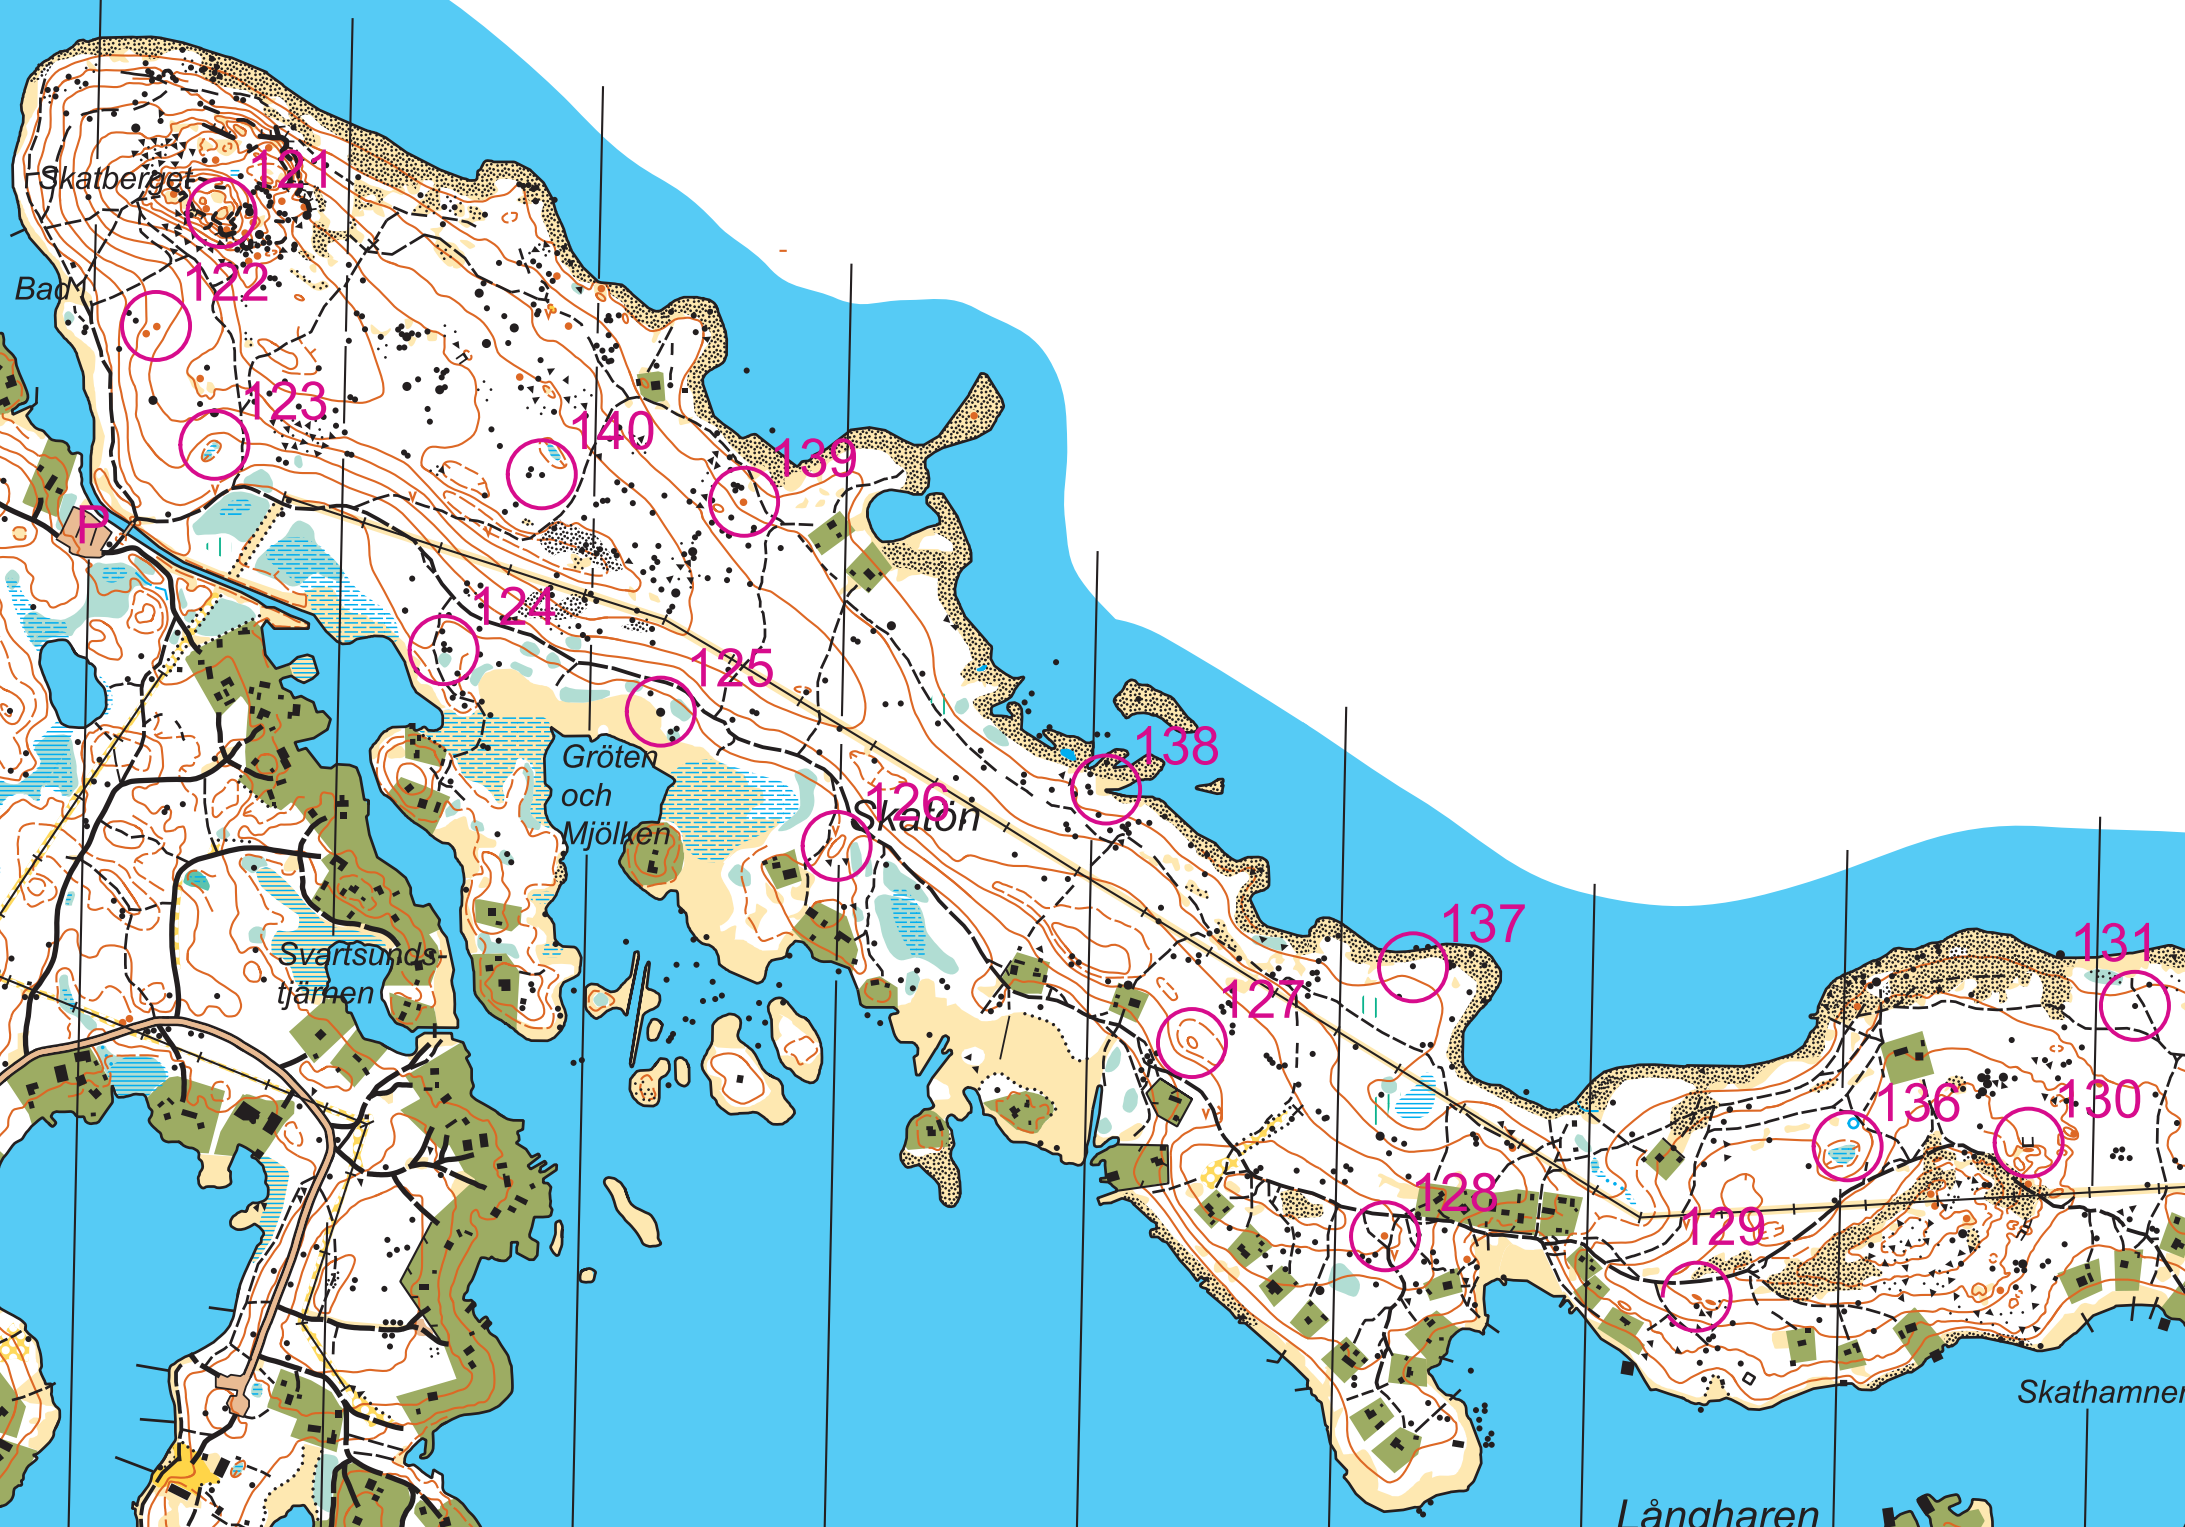 121
Skatberget
122
Bad
123
140
139
P
124
125
138
Gröten
och
Mjölken
126
Skatön
137
131
Svartsunds-
tjärnen
127
136
130
128
129
Skathamnen
Långharen